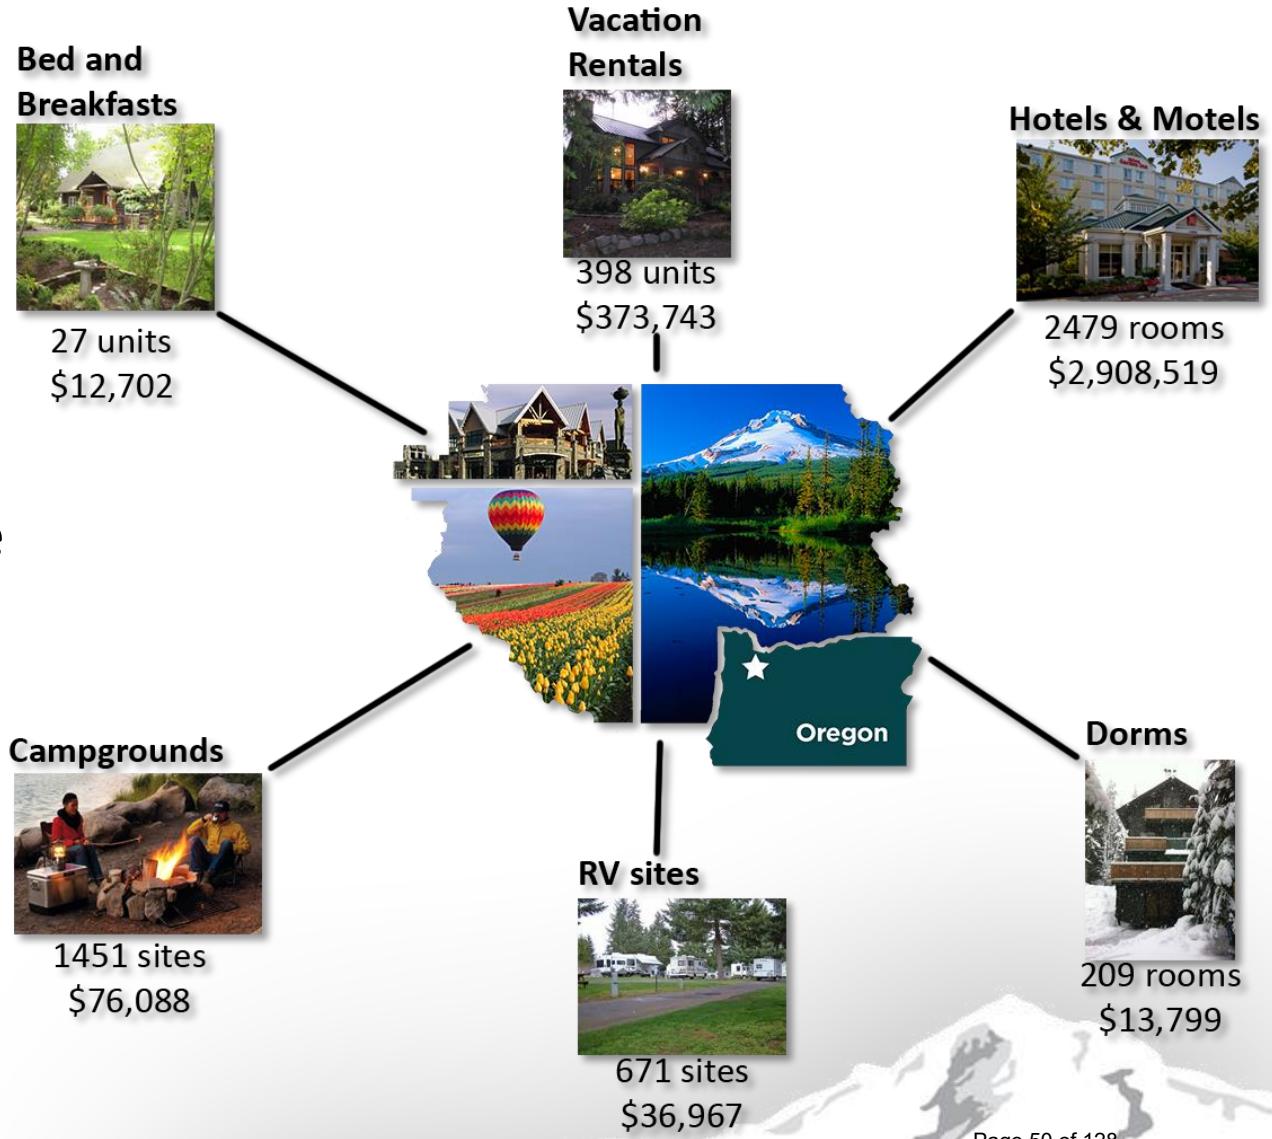 Vacation
Rentals
398 units
$373,743
Bed and
Breakfasts
27 units
$12,702
Hotels & Motels
2479 rooms
$2,908,519
Oregon
Campgrounds
1451 sites
$76,088
RV sites
671 sites
$36,967
Dorms
209 rooms
$13,799